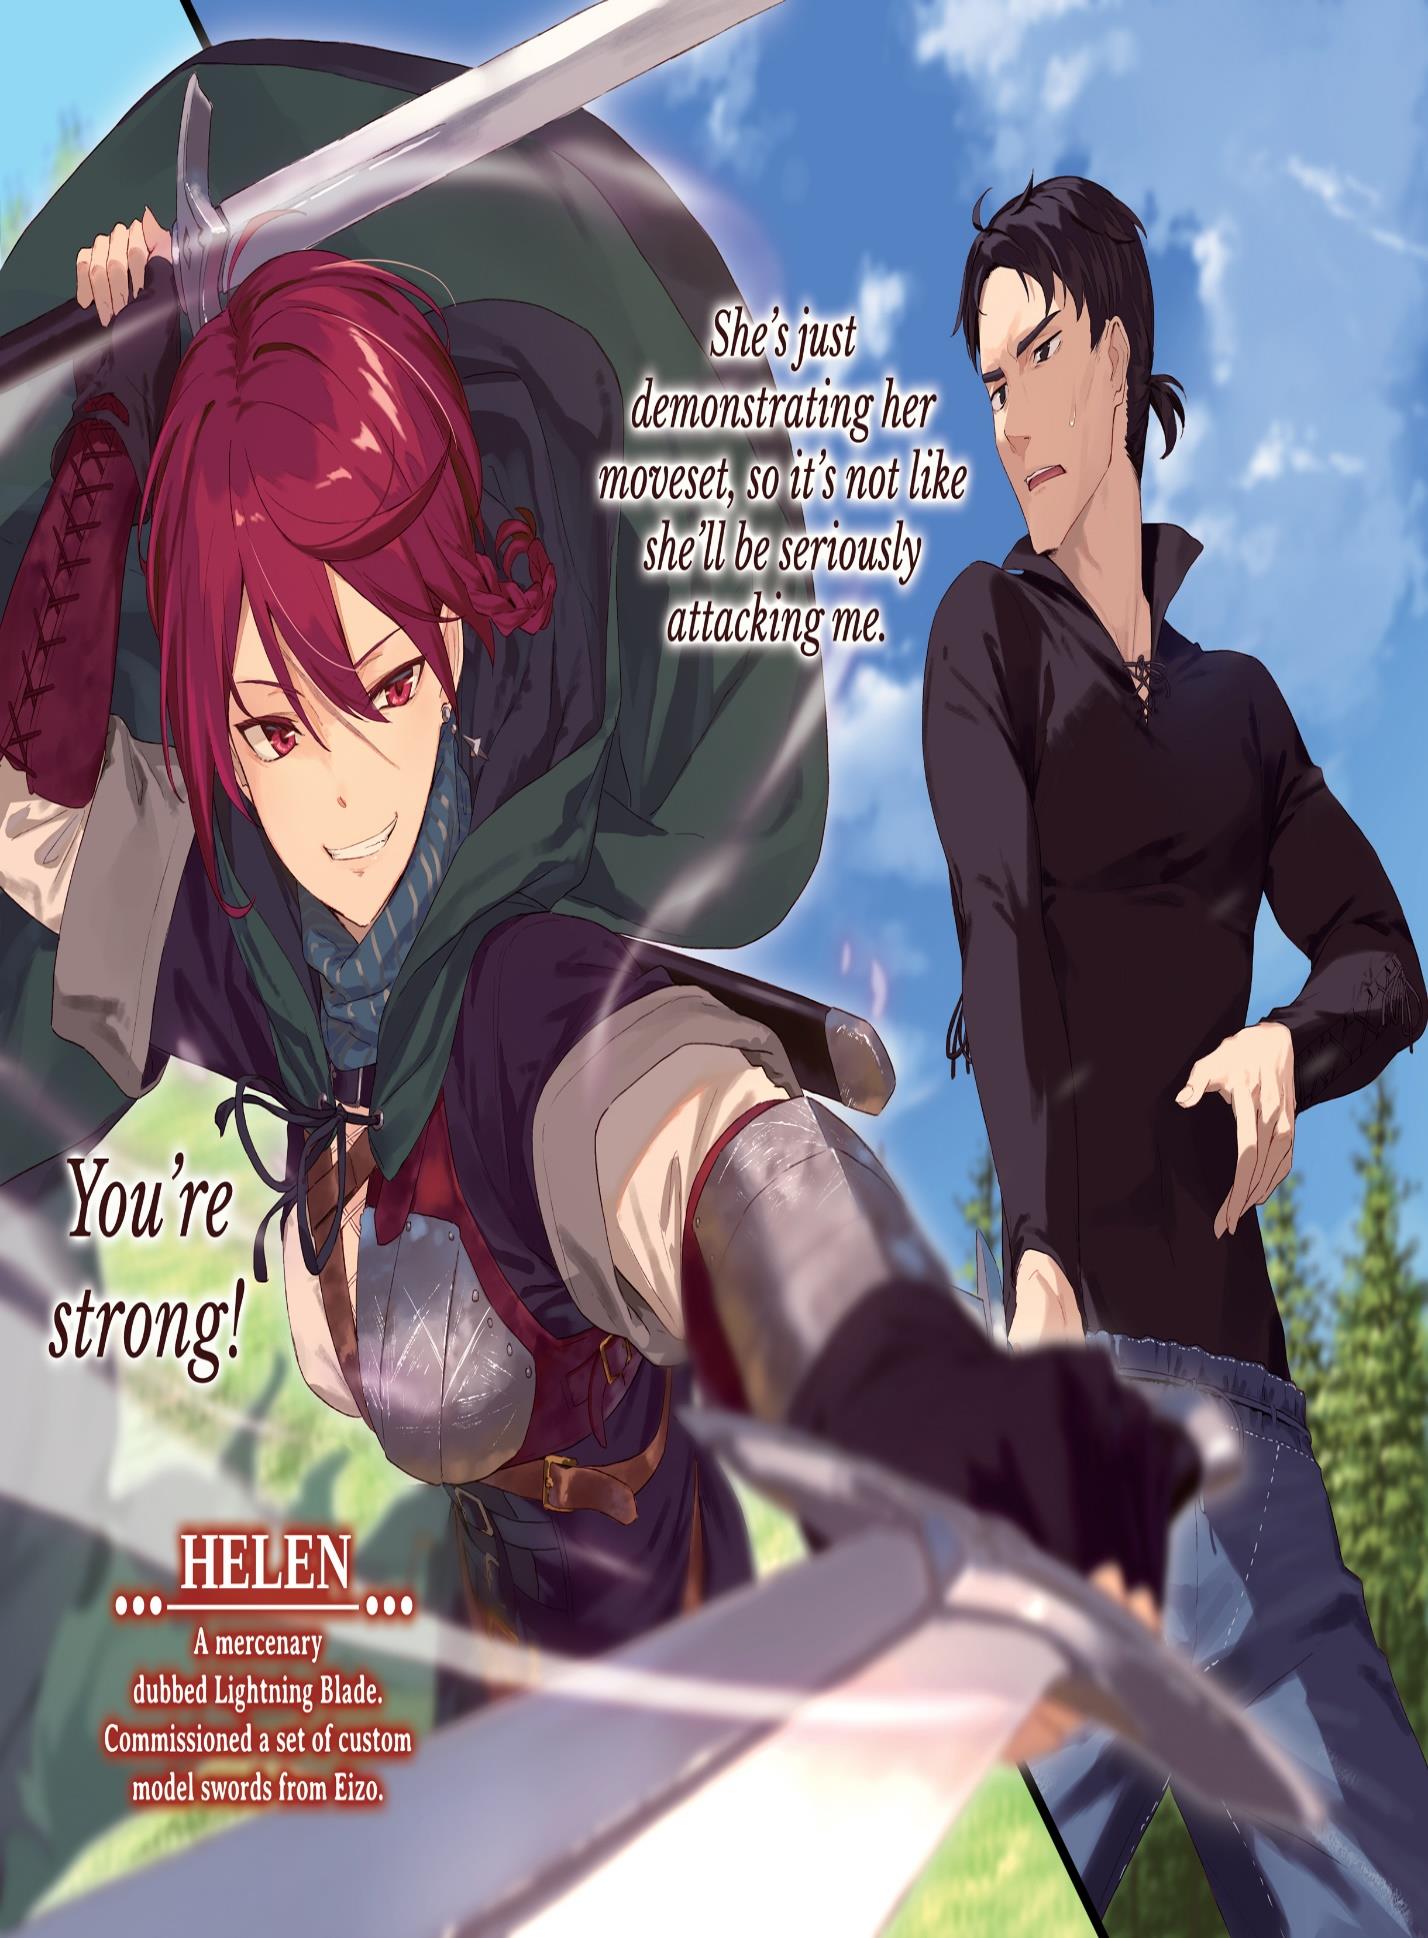 She's just
demonstrating her
moveset, so it's not like
she'll be seriously
attacking me.
You're
strong!
HELEN
A mercenary
dubbed Lightning Blade.
Commissioned a set of custom
model swords from Eizo.